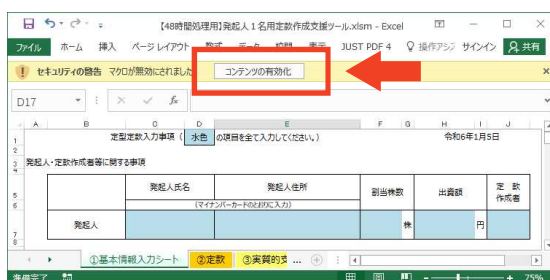 【48時間処理用】発起人１名用定款作成支援ツール.xlsm - Excel
ファイル ホーム 挿入 ページ レイアウト 数式 データ 校閲 表示 JUST PDF 4 操作アシ サインイン 共有
セキュリティの警告 マクロが無効にされました コンテンツの有効化
D17 fx
A B C D E F G H I J
1 定型定款入力事項（ 水色 の項目を全て入力してください。） 令和6年1月5日
2
3 発起人・定款作成者等に関する事項
5 発起人氏名 発起人住所 割当株数 出資額 定 款
6 （マイナンバーカードのとおりに入力） 作成者
7 発起人 株 円
8
①基本情報入力シート ②定款 ③実質的支 ...
準備完了 75%